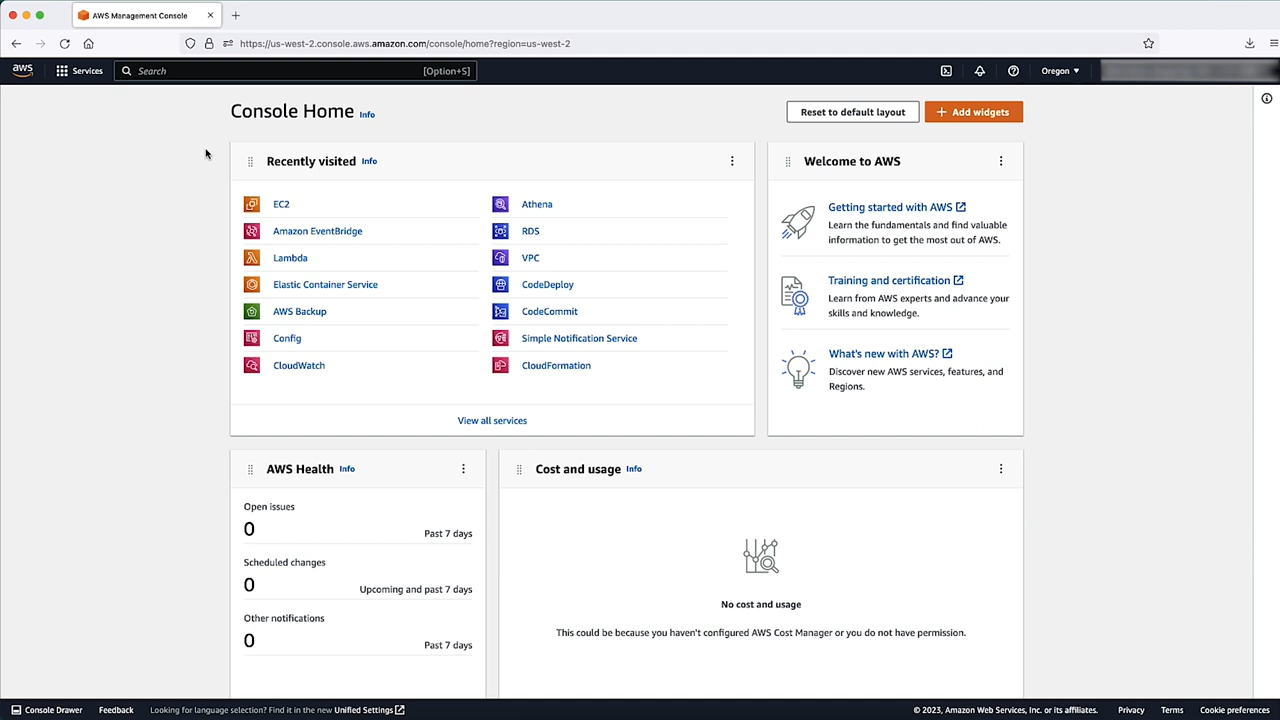 AWS Management Console
https://us-west-2.console.aws.amazon.com/console/home?region=us-west-2
aws
Services
Search
[Option+S]
Oregon
Console Home Info
Reset to default layout
Add widgets
Recently visited Info
EC2
Amazon EventBridge
Lambda
Elastic Container Service
AWS Backup
Config
CloudWatch
Athena
RDS
VPC
CodeDeploy
CodeCommit
Simple Notification Service
CloudFormation
View all services
Welcome to AWS
Getting started with AWS
Learn the fundamentals and find valuable
information to get the most out of AWS.
Training and certification
Learn from AWS experts and advance your
skills and knowledge.
What's new with AWS?
Discover new AWS services, features, and
Regions.
AWS Health Info
Open issues
0 Past 7 days
Scheduled changes
0 Upcoming and past 7 days
Other notifications
0 Past 7 days
Cost and usage Info
No cost and usage
This could be because you haven't configured AWS Cost Manager or you do not have permission.
Console Drawer
Feedback
Looking for language selection? Find it in the new Unified Settings
© 2023, Amazon Web Services, Inc. or its affiliates.
Privacy
Terms
Cookie preferences